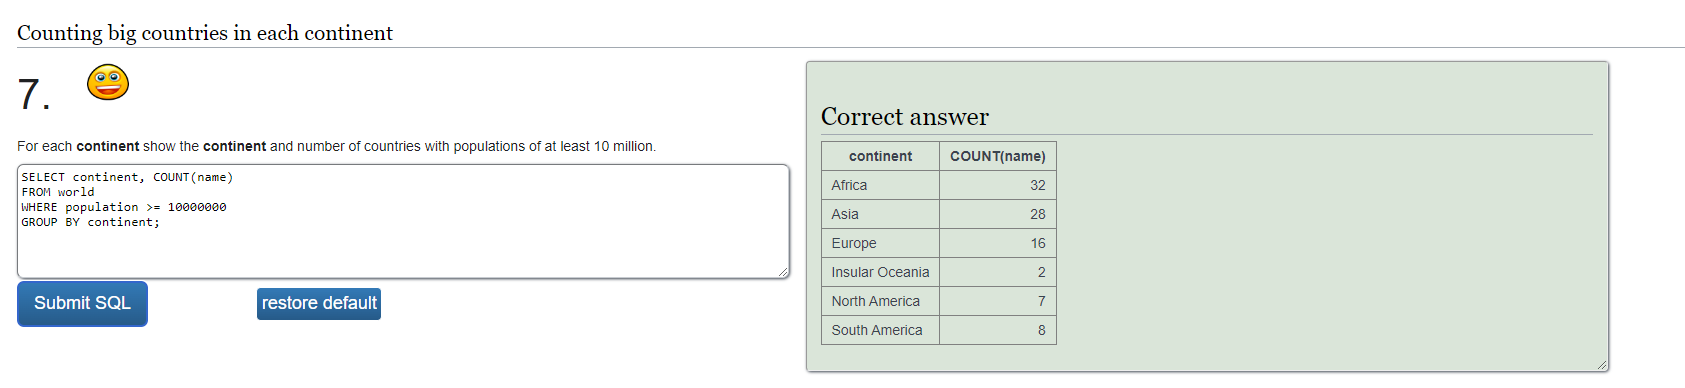 Counting big countries in each continent
7.
For each continent show the continent and number of countries with populations of at least 10 million.
SELECT continent, COUNT(name)
FROM world
WHERE population >= 10000000
GROUP BY continent;
Submit SQL restore default
Correct answer
continent COUNT(name)
Africa 32
Asia 28
Europe 16
Insular Oceania 2
North America 7
South America 8